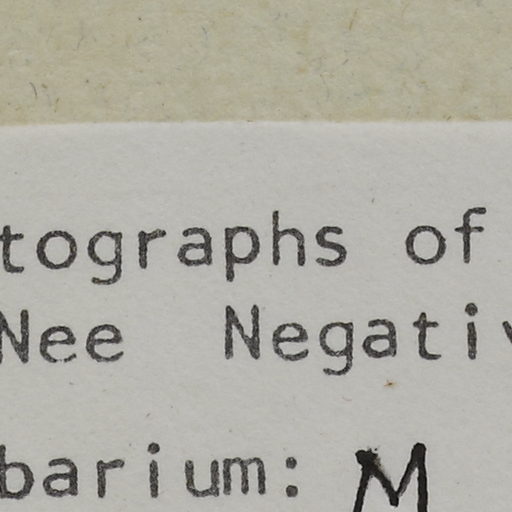 tographs of
Nee Negativ
barium: M